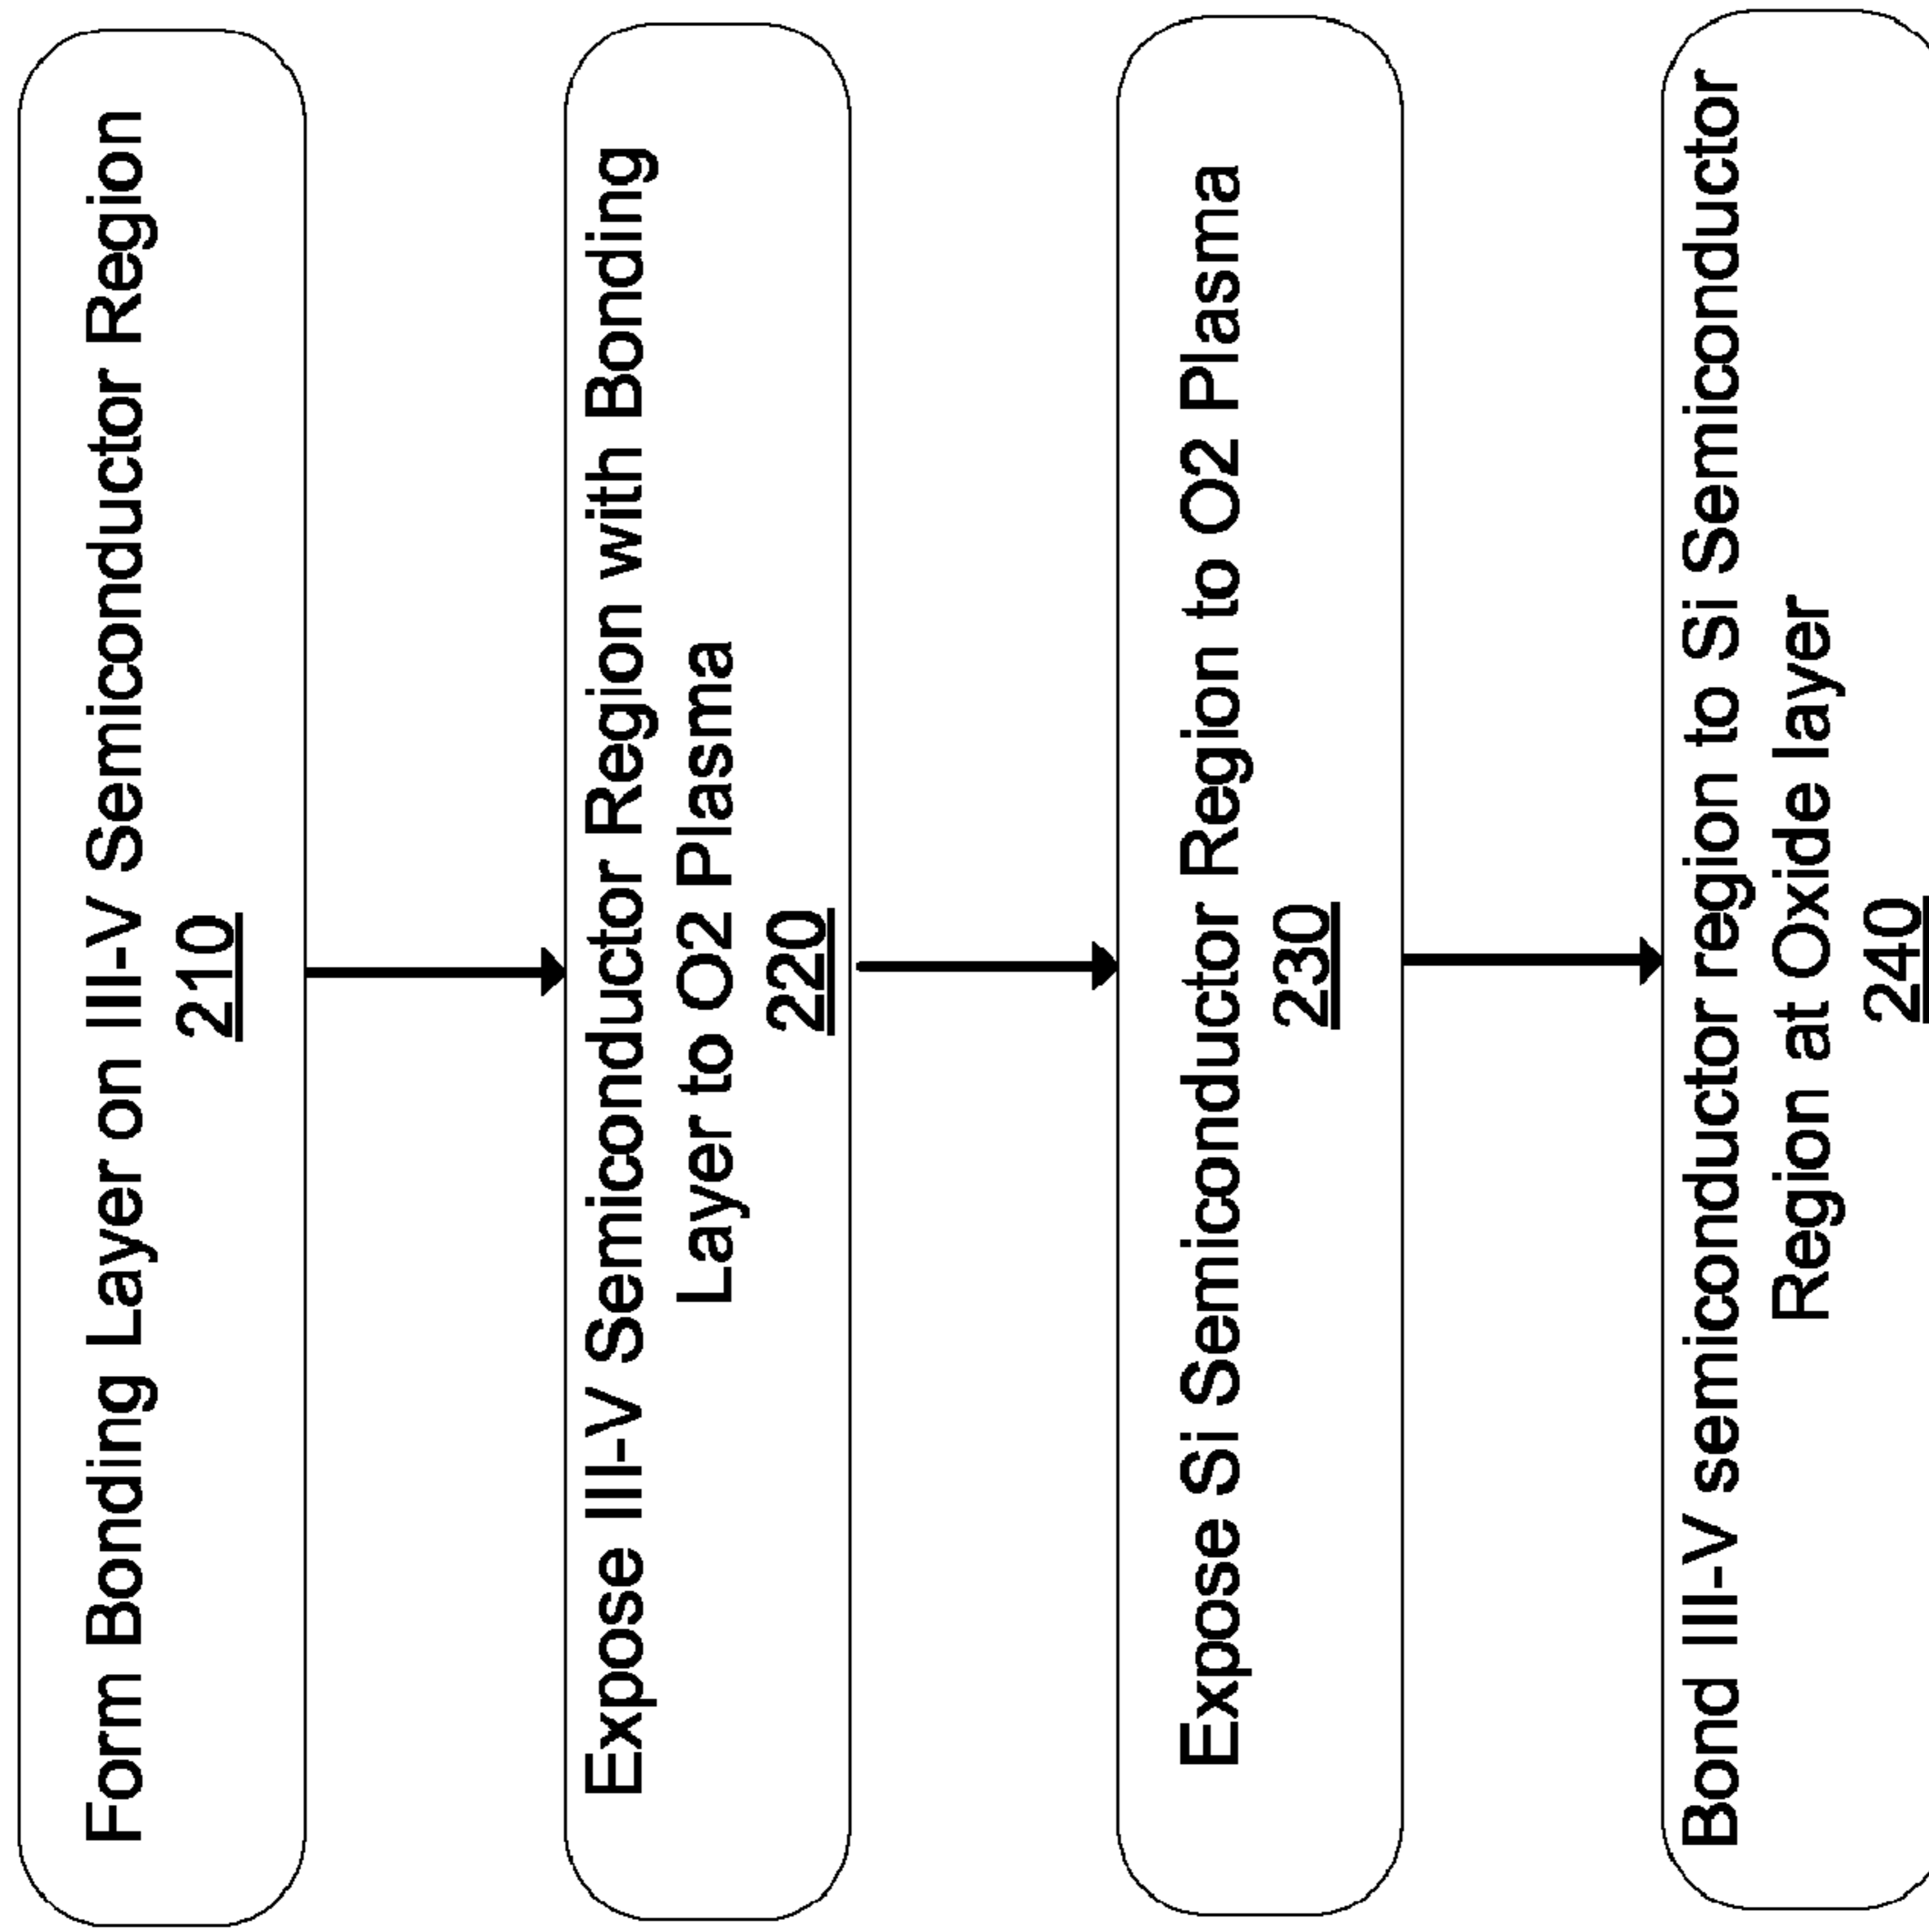 Form Bonding Layer on III-V Semiconductor Region
210
Expose III-V Semiconductor Region with Bonding
Layer to O2 Plasma
220
Expose Si Semiconductor Region to O2 Plasma
230
Bond III-V semiconductor region to Si Semiconductor
Region at Oxide layer
240